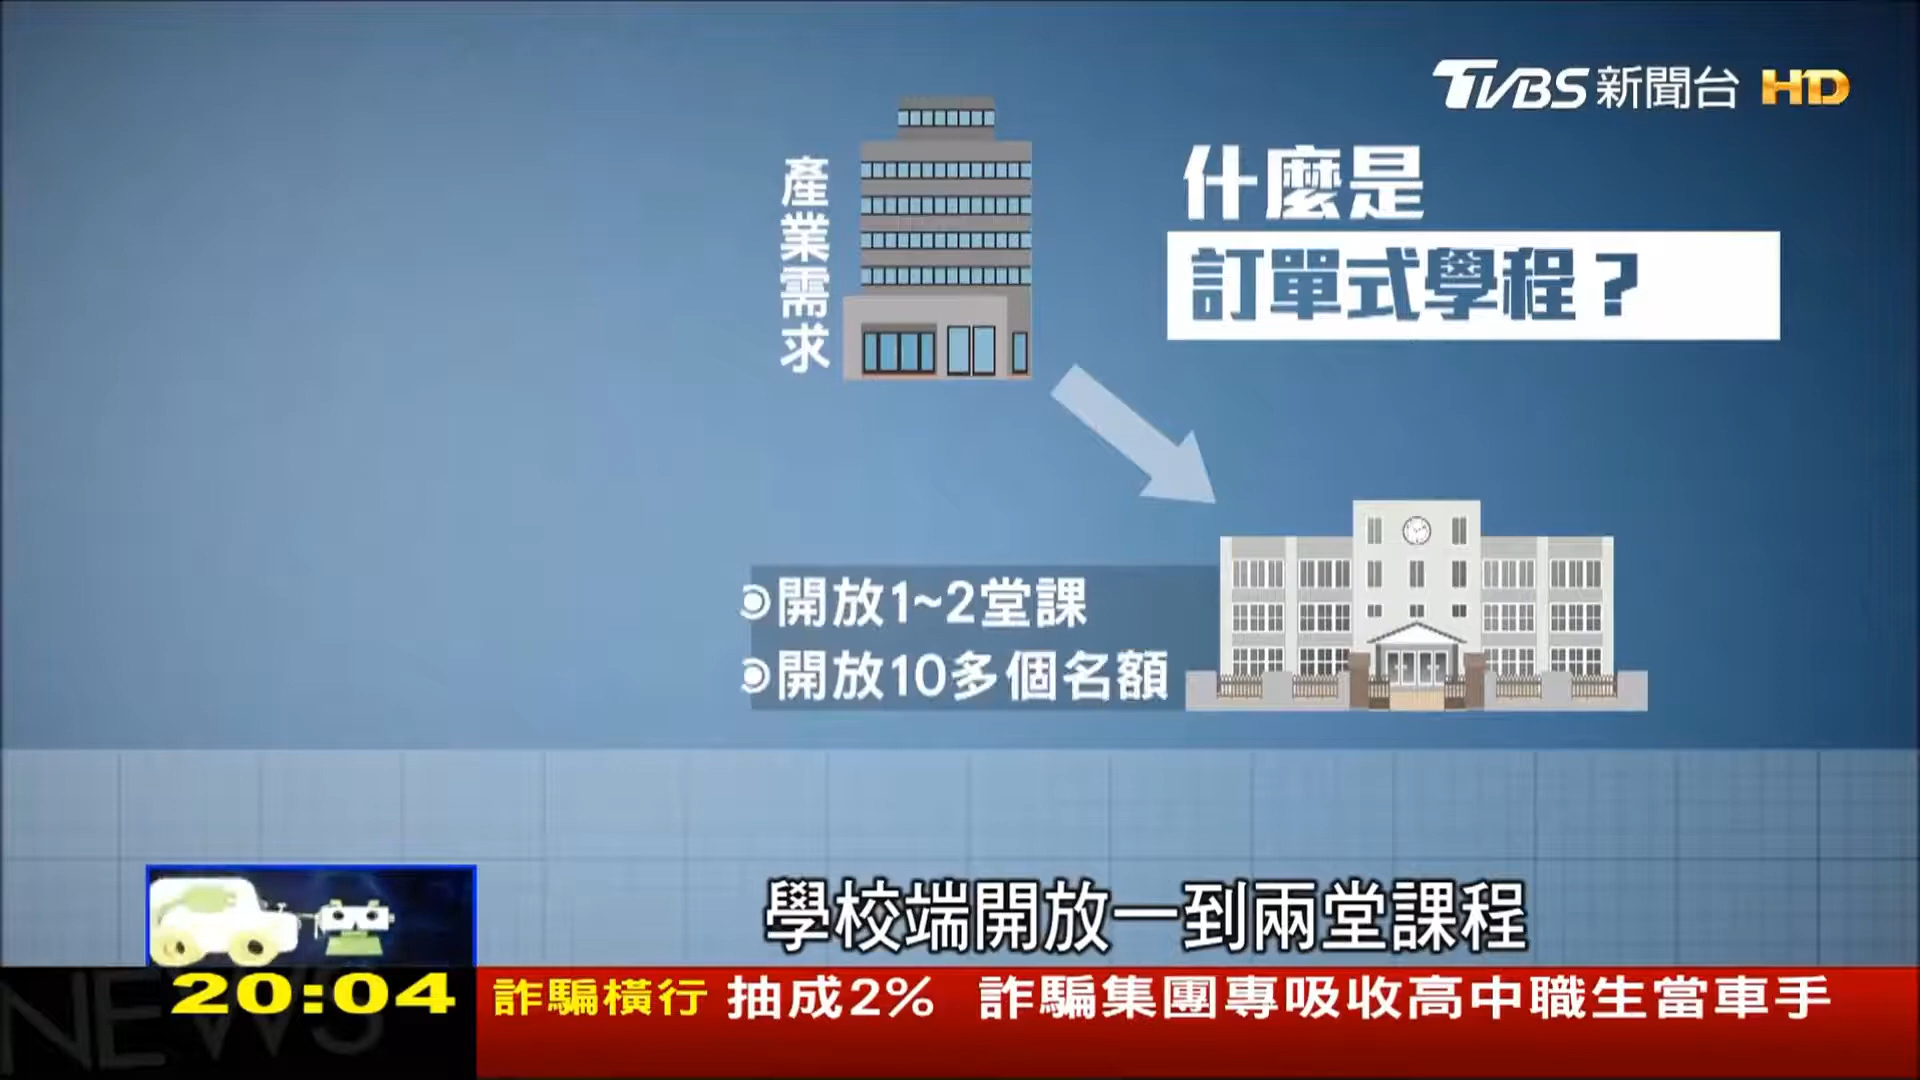 TVBS新聞台 HD
什麼是
訂單式學程？
產業需求
開放1~2堂課
開放10多個名額
學校端開放一到兩堂課程
20:04
詐騙橫行 抽成2% 詐騙集團專吸收高中職生當車手
NEWS